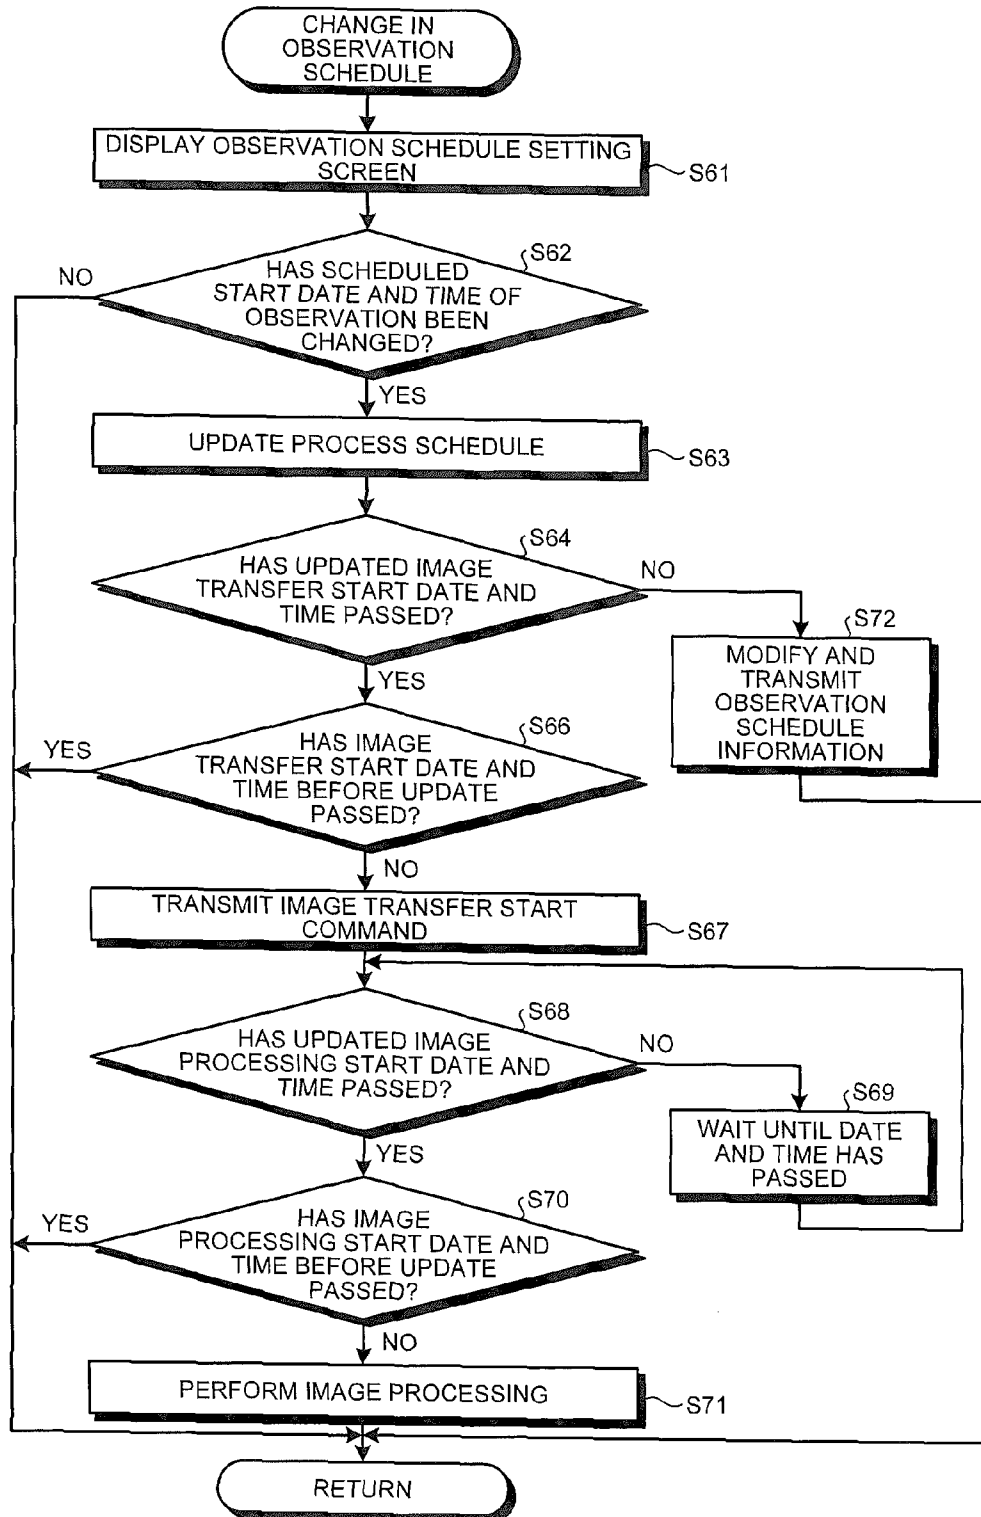 CHANGE IN
OBSERVATION
SCHEDULE
DISPLAY OBSERVATION SCHEDULE SETTING
SCREEN
S61
S62
NO
HAS SCHEDULED
START DATE AND TIME OF
OBSERVATION BEEN
CHANGED?
YES
UPDATE PROCESS SCHEDULE
S63
S64
HAS UPDATED IMAGE
TRANSFER START DATE AND
TIME PASSED?
NO
YES
S72
MODIFY AND
TRANSMIT
OBSERVATION
SCHEDULE
INFORMATION
S66
YES
HAS IMAGE
TRANSFER START DATE AND
TIME BEFORE UPDATE
PASSED?
NO
TRANSMIT IMAGE TRANSFER START
COMMAND
S67
S68
HAS UPDATED IMAGE
PROCESSING START DATE AND
TIME PASSED?
NO
YES
S69
WAIT UNTIL DATE
AND TIME HAS
PASSED
S70
YES
HAS IMAGE
PROCESSING START DATE AND
TIME BEFORE UPDATE
PASSED?
NO
PERFORM IMAGE PROCESSING
S71
RETURN